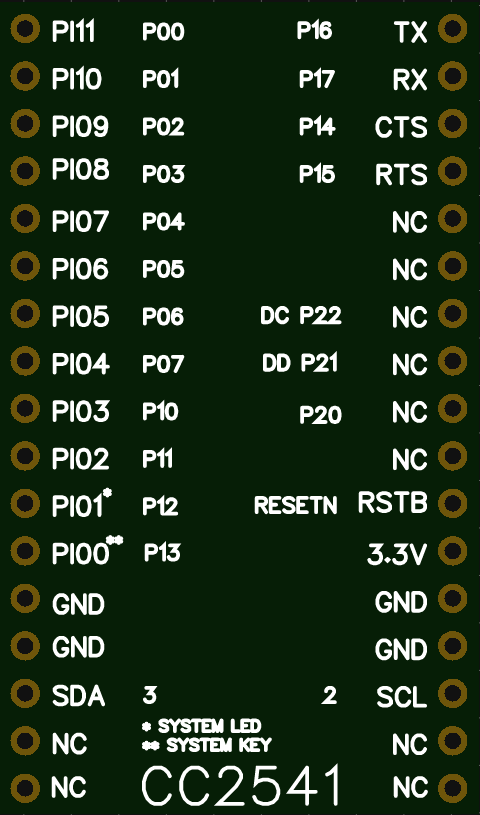 PI11 P00 P16 TX
PI10 P01 P17 RX
PI09 P02 P14 CTS
PI08 P03 P15 RTS
PI07 P04 NC
PI06 P05 NC
PI05 P06 DC P22 NC
PI04 P07 DD P21 NC
PI03 P10 P20 NC
PI02 P11 NC
PI01* P12 RESETN RSTB
PI00** P13 3.3V
GND GND
GND GND
SDA 3 2 SCL
* SYSTEM LED
NC ** SYSTEM KEY NC
NC CC2541 NC